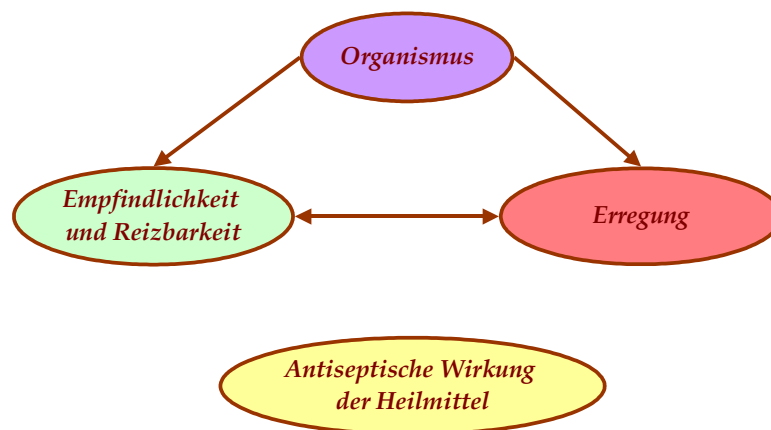 Organismus
Empfindlichkeit
und Reizbarkeit
Erregung
Antiseptische Wirkung
der Heilmittel